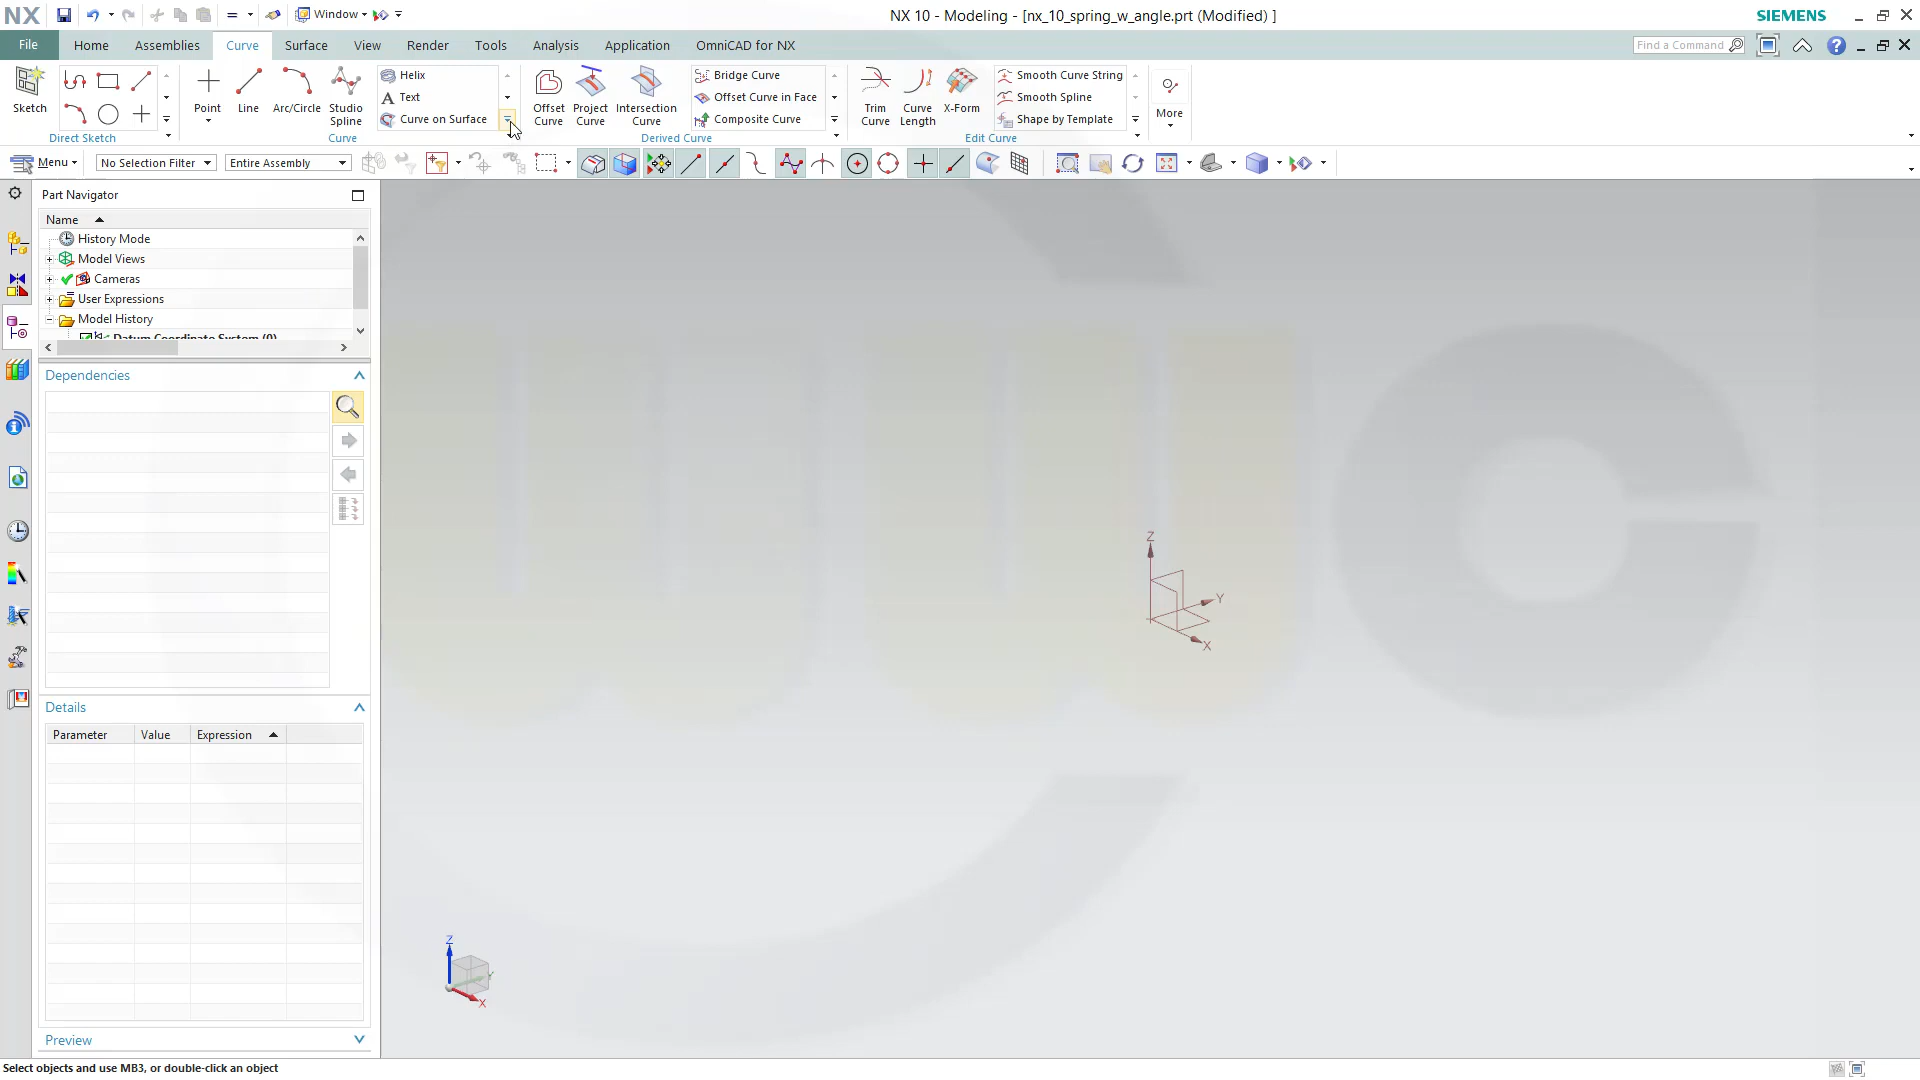 NX
Window
NX 10 - Modeling - [nx_10_spring_w_angle.prt (Modified) ]
SIEMENS
File
Home
Assemblies
Curve
Surface
View
Render
Tools
Analysis
Application
OmniCAD for NX
Find a Command
Sketch
Direct Sketch
Point
Line
Arc/Circle
Studio Spline
Helix
Text
Curve on Surface
Curve
Offset Curve
Project Curve
Intersection Curve
Bridge Curve
Offset Curve in Face
Composite Curve
Derived Curve
Trim Curve
Curve Length
X-Form
Smooth Curve String
Smooth Spline
Shape by Template
Edit Curve
More
Menu
No Selection Filter
Entire Assembly
Part Navigator
Name
History Mode
Model Views
Cameras
User Expressions
Model History
Datum Coordinate System (0)
Dependencies
Details
Parameter Value Expression
Preview
Z
Y
X
Z
Y
X
Select objects and use MB3, or double-click an object